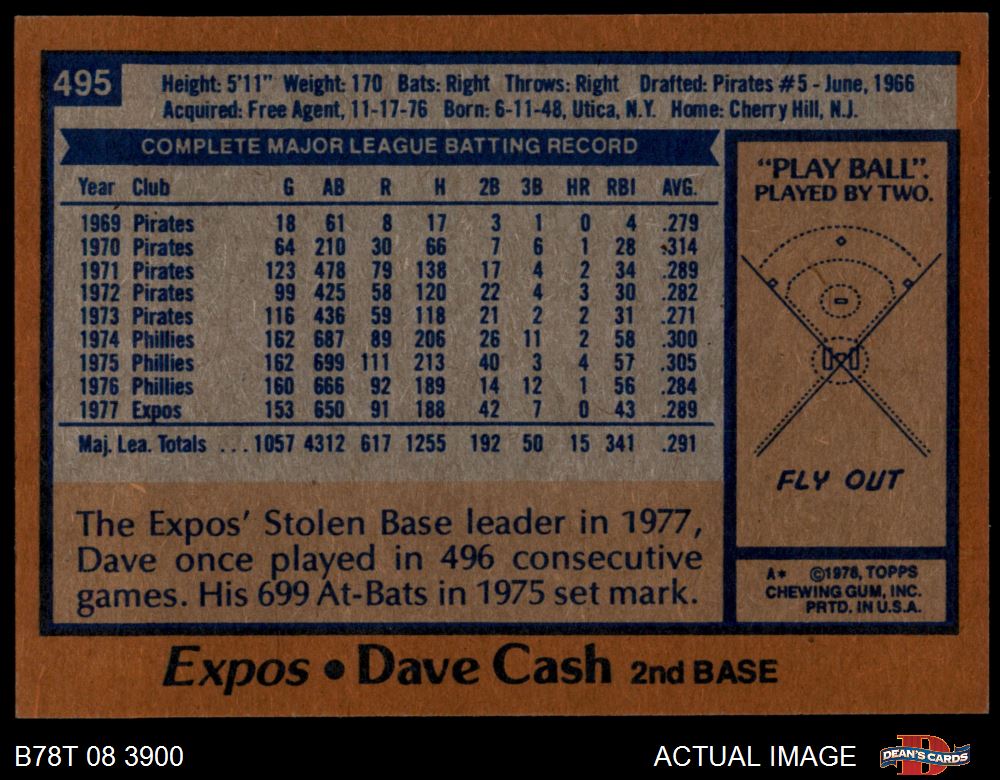 495
Height: 5'11" Weight: 170 Bats: Right Throws: Right Drafted: Pirates #5 - June, 1966
Acquired: Free Agent, 11-17-76 Born: 6-11-48, Utica, N.Y. Home: Cherry Hill, N.J.
COMPLETE MAJOR LEAGUE BATTING RECORD
Year Club G AB R H 2B 3B HR RBI AVG.
1969 Pirates 18 61 8 17 3 1 0 4 .279
1970 Pirates 64 210 30 66 7 6 1 28 .314
1971 Pirates 123 478 79 138 17 4 2 34 .289
1972 Pirates 99 425 58 120 22 4 3 30 .282
1973 Pirates 116 436 59 118 21 2 2 31 .271
1974 Phillies 162 687 89 206 26 11 2 58 .300
1975 Phillies 162 699 111 213 40 3 4 57 .305
1976 Phillies 160 666 92 189 14 12 1 56 .284
1977 Expos 153 650 91 188 42 7 0 43 .289
Maj. Lea. Totals ... 1057 4312 617 1255 192 50 15 341 .291
The Expos' Stolen Base leader in 1977,
Dave once played in 496 consecutive
games. His 699 At-Bats in 1975 set mark.
"PLAY BALL".
PLAYED BY TWO.
FLY OUT
A* ©1978, TOPPS
CHEWING GUM, INC.
PRTD. IN U.S.A.
Expos • Dave Cash 2nd BASE
B78T 08 3900
ACTUAL IMAGE
DEAN'S CARDS